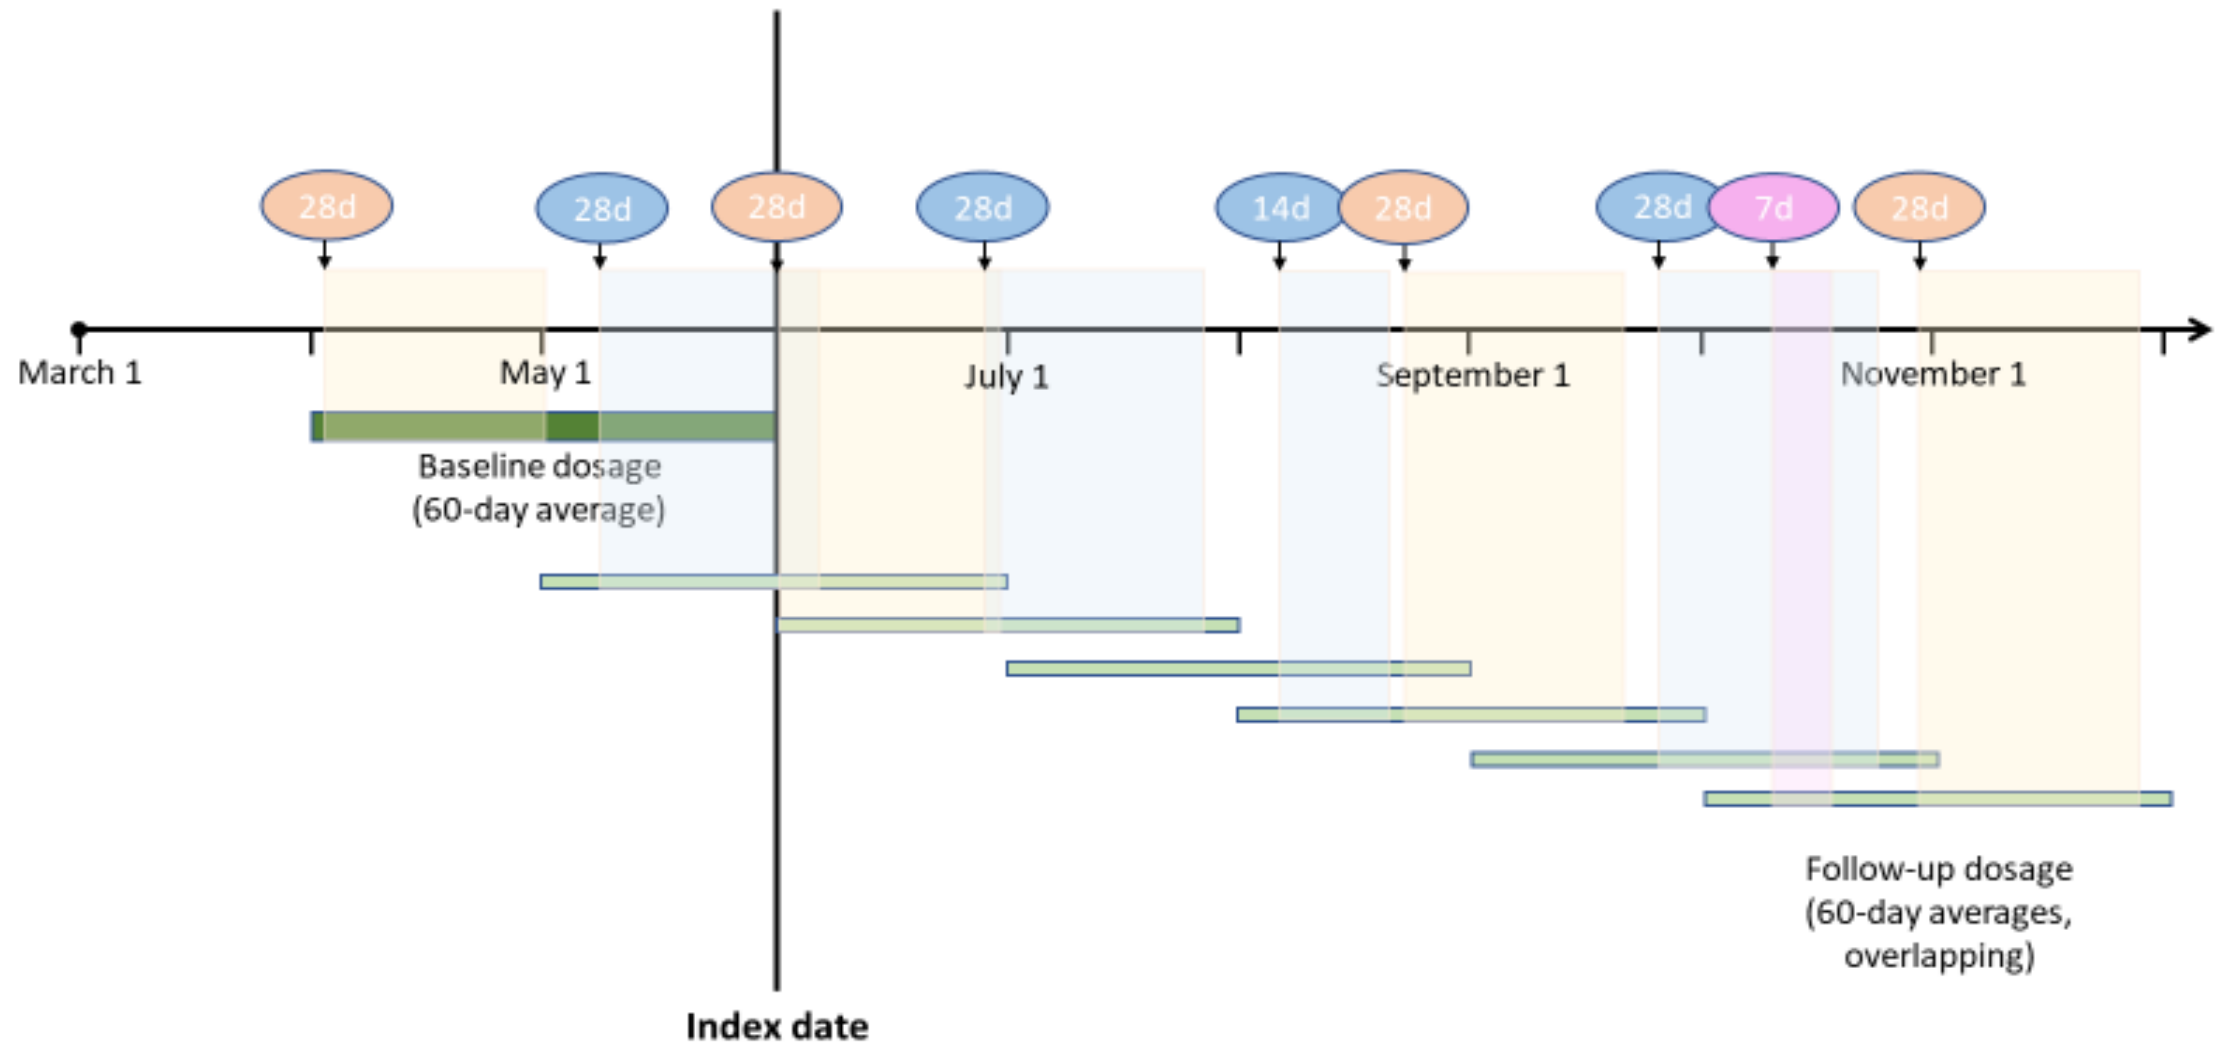 28d
28d
28d
28d
14d
28d
28d
7d
28d
March 1
May 1
July 1
September 1
November 1
Baseline dosage
(60-day average)
Follow-up dosage
(60-day averages,
overlapping)
Index date